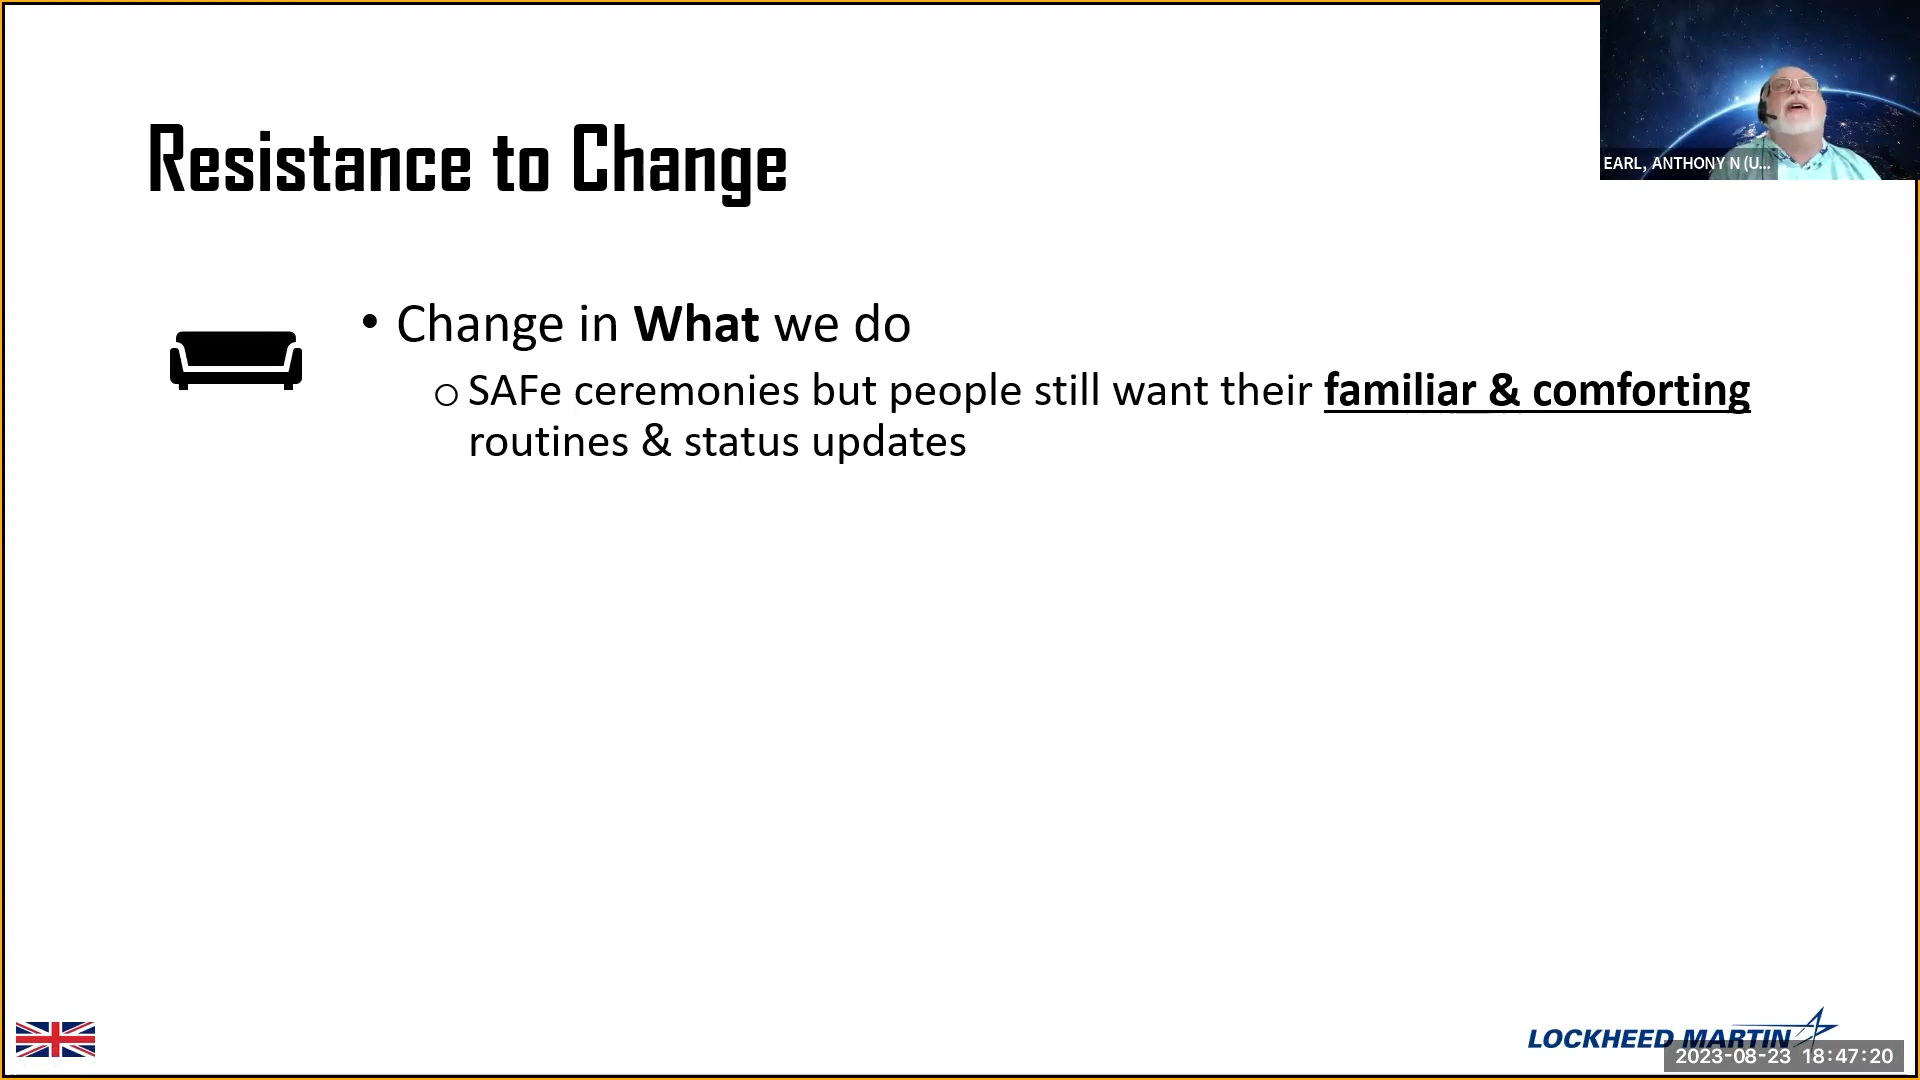 Resistance to Change
EARL, ANTHONY N (U...
• Change in What we do
o SAFe ceremonies but people still want their familiar & comforting
routines & status updates
LOCKHEED MARTIN
2023-08-23 18:47:20